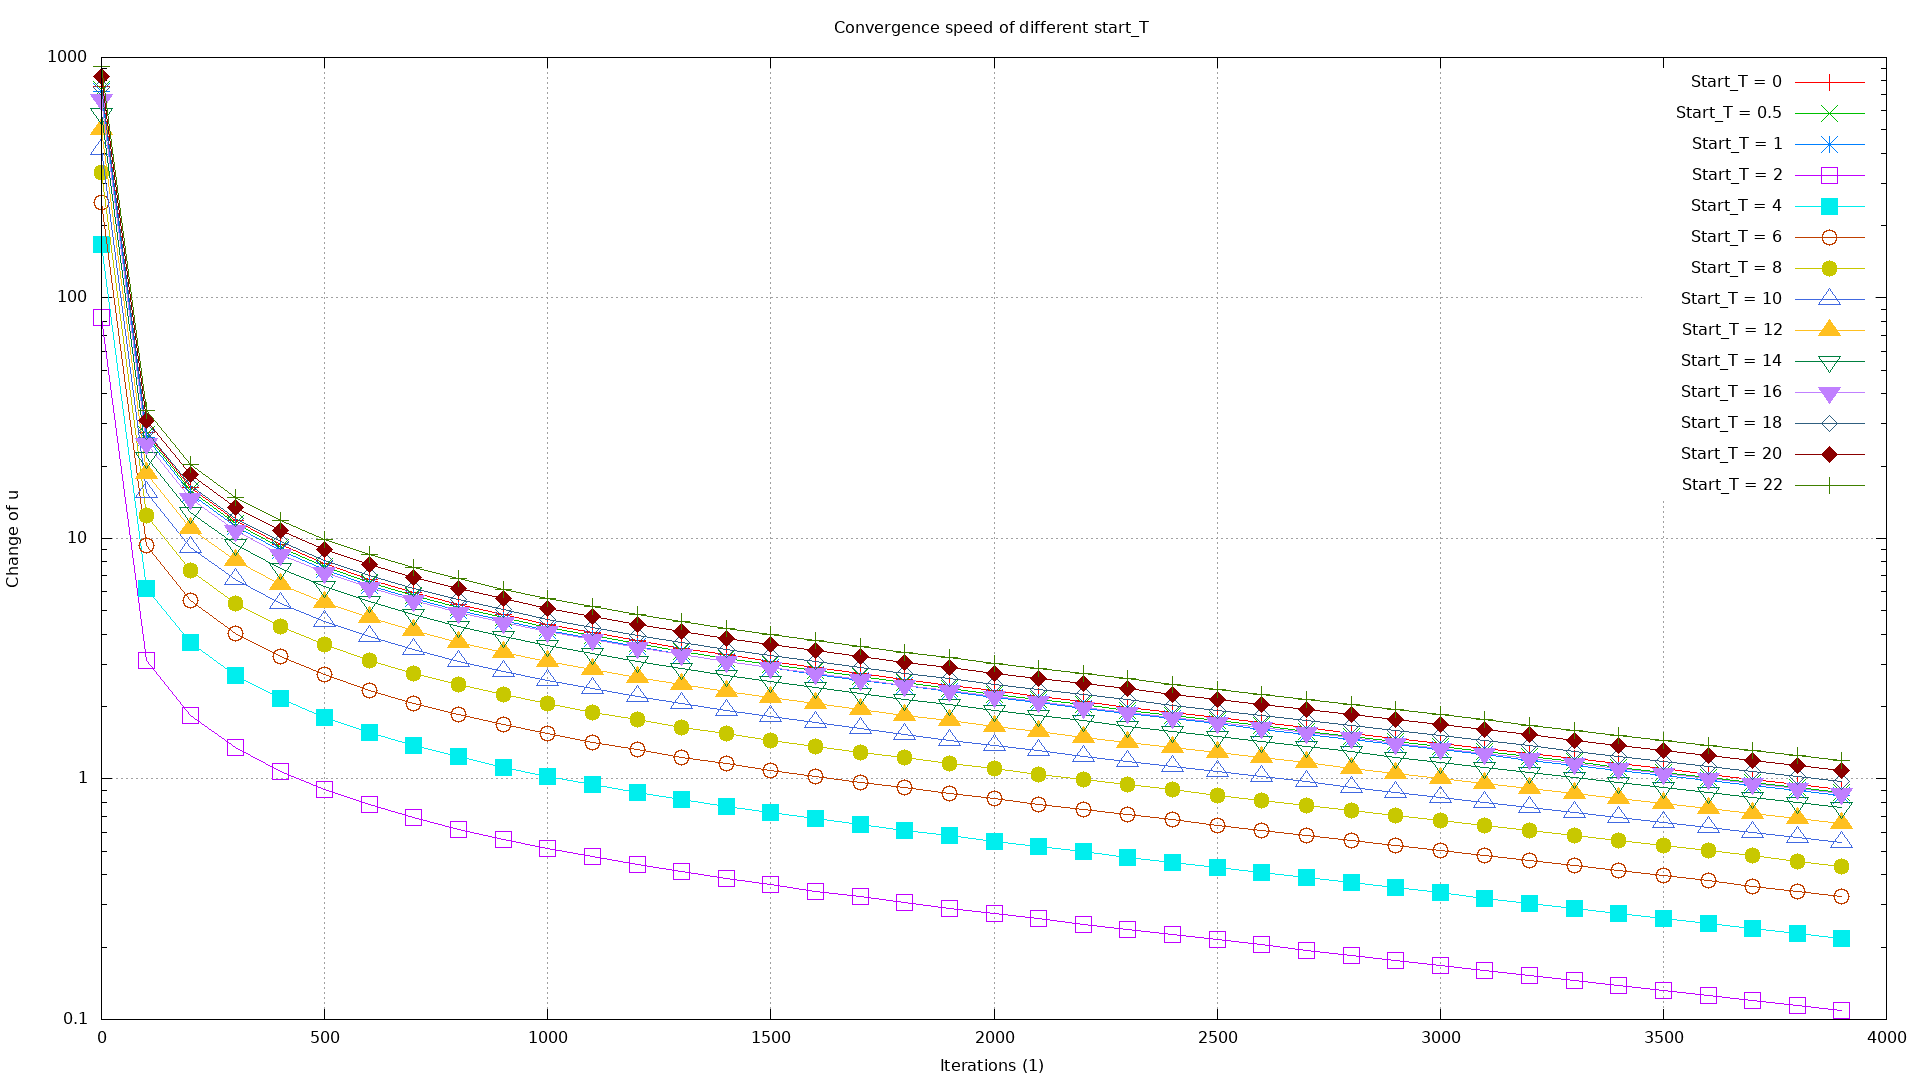 Convergence speed of different start_T
1000
100
10
1
0.1
Change of u
Start_T = 0
Start_T = 0.5
Start_T = 1
Start_T = 2
Start_T = 4
Start_T = 6
Start_T = 8
Start_T = 10
Start_T = 12
Start_T = 14
Start_T = 16
Start_T = 18
Start_T = 20
Start_T = 22
0 500 1000 1500 2000 2500 3000 3500 4000
Iterations (1)